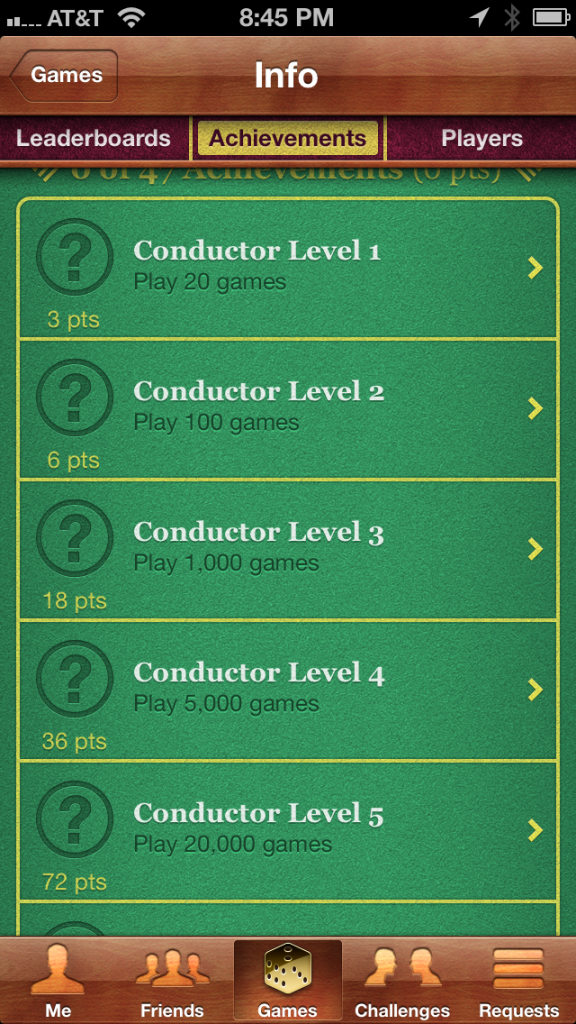 AT&T 8:45 PM
Games Info
Leaderboards Achievements Players
0 of 47 Achievements (0 pts)
?
Conductor Level 1
Play 20 games
3 pts
?
Conductor Level 2
Play 100 games
6 pts
?
Conductor Level 3
Play 1,000 games
18 pts
?
Conductor Level 4
Play 5,000 games
36 pts
?
Conductor Level 5
Play 20,000 games
72 pts
Me Friends Games Challenges Requests